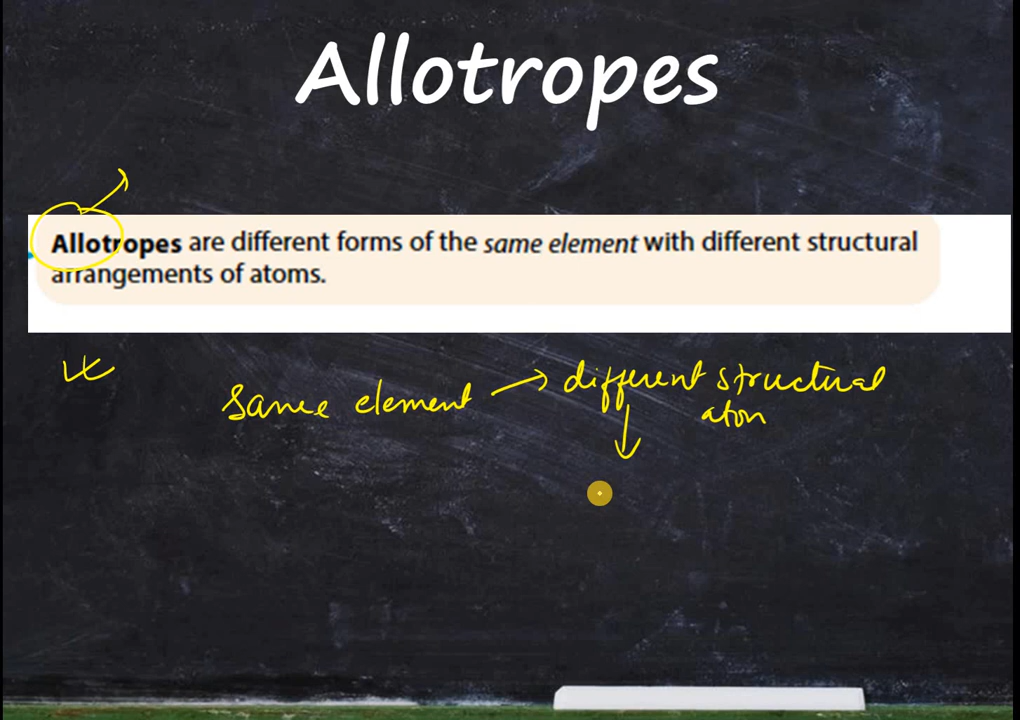 Allotropes
Allotropes are different forms of the same element with different structural
arrangements of atoms.
same element → different structural
atom